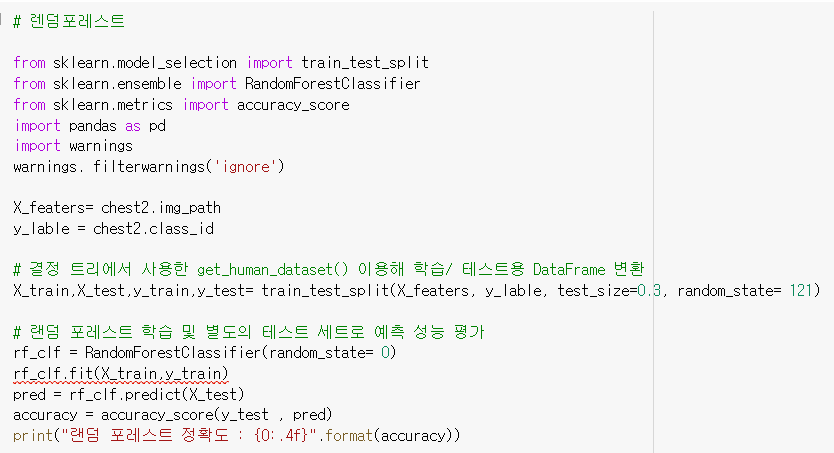 # 렌덤포레스트
from sklearn.model_selection import train_test_split
from sklearn.ensemble import RandomForestClassifier
from sklearn.metrics import accuracy_score
import pandas as pd
import warnings
warnings. filterwarnings('ignore')
X_featers= chest2.img_path
y_lable = chest2.class_id
# 결정 트리에서 사용한 get_human_dataset() 이용해 학습/ 테스트용 DataFrame 변환
X_train,X_test,y_train,y_test= train_test_split(X_featers, y_lable, test_size=0.3, random_state= 121)
# 랜덤 포레스트 학습 및 별도의 테스트 세트로 예측 성능 평가
rf_clf = RandomForestClassifier(random_state= 0)
rf_clf.fit(X_train,y_train)
pred = rf_clf.predict(X_test)
accuracy = accuracy_score(y_test , pred)
print("랜덤 포레스트 정확도 : {0:.4f}".format(accuracy))